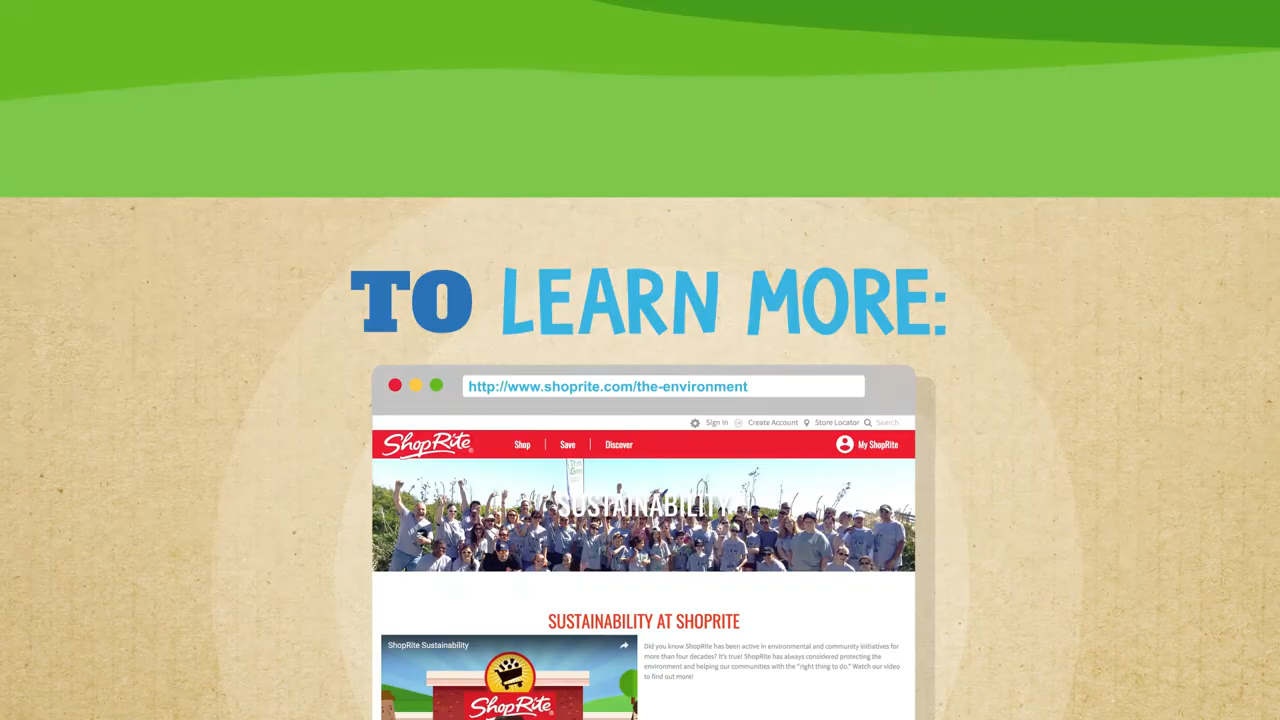 TO LEARN MORE:
http://www.shoprite.com/the-environment
Sign In Create Account Store Locator Search
ShopRite Shop Save Discover My ShopRite
SUSTAINABILITY
SUSTAINABILITY AT SHOPRITE
ShopRite Sustainability
Did you know ShopRite has been active in environmental and community initiatives for
more than four decades? It's true! ShopRite has always considered protecting the
environment and helping our communities with the "right thing to do." Watch our video
to find out more!
ShopRite